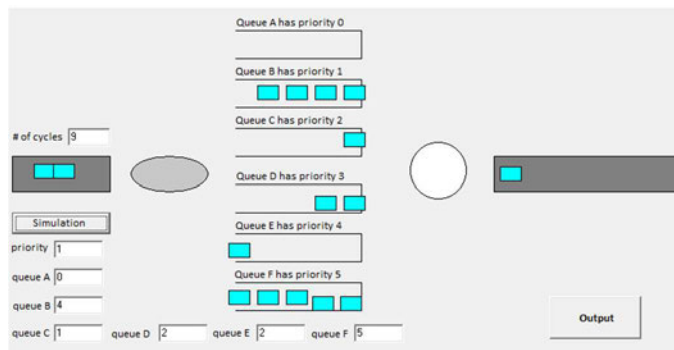 Queue A has priority 0
Queue B has priority 1
Queue C has priority 2
# of cycles 9
Queue D has priority 3
Simulation
Queue E has priority 4
priority 1
queue A 0
Queue F has priority 5
queue B 4
Output
queue C 1 queue D 2 queue E 2 queue F 5